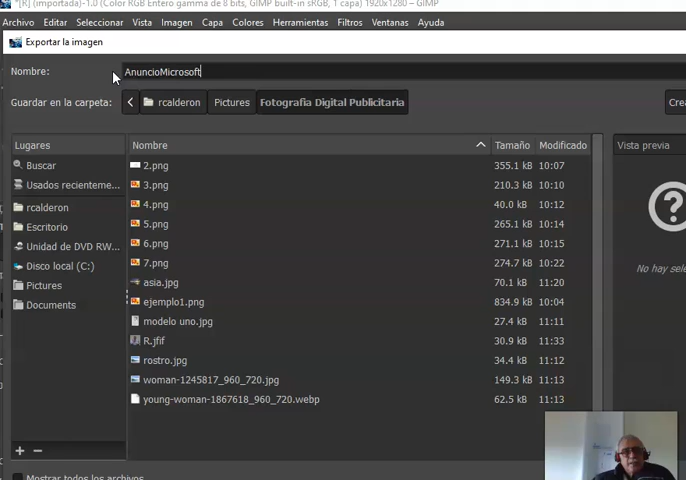 *[R] (importada)-1.0 (Color RGB Entero gamma de 8 bits, GIMP built-in sRGB, 1 capa) 1920x1280 – GIMP
Archivo Editar Seleccionar Vista Imagen Capa Colores Herramientas Filtros Ventanas Ayuda
Exportar la imagen
Nombre: AnuncioMicrosoft
Guardar en la carpeta: rcalderon Pictures Fotografia Digital Publicitaria Crea
Lugares Nombre Tamaño Modificado Vista previa
Buscar 2.png 355.1 kB 10:07
Usados recienteme... 3.png 210.3 kB 10:10
rcalderon 4.png 40.0 kB 10:12
Escritorio 5.png 265.1 kB 10:14
Unidad de DVD RW... 6.png 271.1 kB 10:15
Disco local (C:) 7.png 274.7 kB 10:22
Pictures asia.jpg 70.1 kB 11:20
Documents ejemplo1.png 834.9 kB 10:04
modelo uno.jpg 27.4 kB 11:11
R.jfif 30.9 kB 11:33
rostro.jpg 34.4 kB 11:12
woman-1245817_960_720.jpg 149.3 kB 11:13
young-woman-1867618_960_720.webp 62.5 kB 11:13
No hay sele
Mostrar todos los archivos